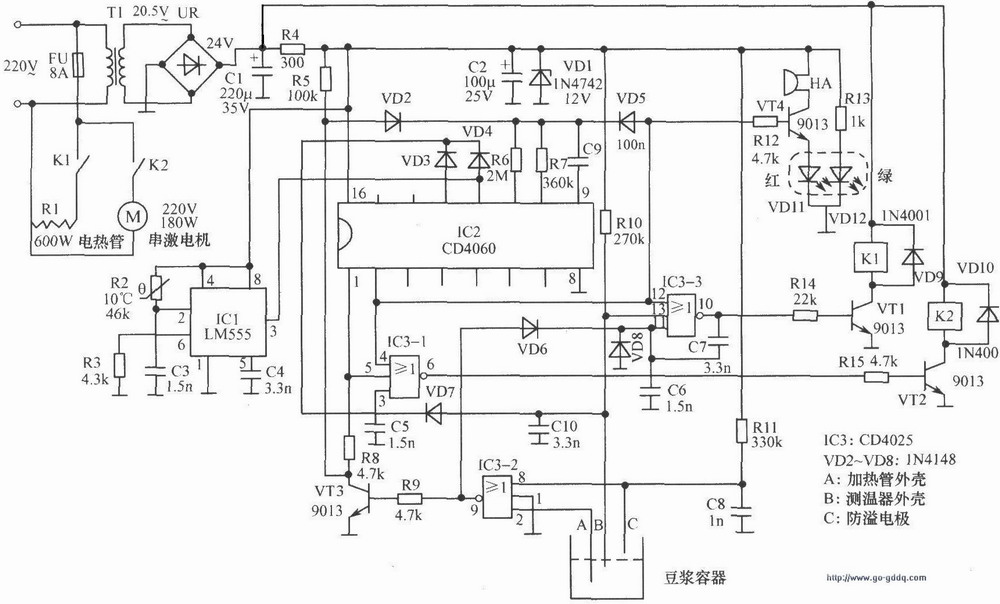 T1
20.5V~
UR
24V
FU
8A
220V~
R4
300
R5
100k
C1
220μ
35V
+
C2
100μ
25V
+
VD1
1N4742
12V
HA
VT4
9013
R13
1k
R12
4.7k
红
绿
VD11
VD12
VD2
VD4
VD5
VD3
R6
2M
R7
360k
C9
100n
K1
K2
R1
600W
电热管
M
220V
180W
串激电机
16
9
IC2
CD4060
1
8
R10
270k
1N4001
K1
VD9
VD10
K2
1N400
R2
10℃
46k
θ
4
8
2
IC1
LM555
3
6
1
5
R3
4.3k
C3
1.5n
C4
3.3n
IC3-3
12
13
11
≥1
10
R14
22k
VT1
9013
VD6
VD8
C7
3.3n
IC3-1
4
5
3
≥1
6
R15
4.7k
9013
VT2
C6
1.5n
VD7
C5
1.5n
C10
3.3n
R11
330k
R8
4.7k
IC3-2
8
1
2
≥1
9
VT3
9013
R9
4.7k
C8
1n
A
B
C
豆浆容器
IC3: CD4025
VD2~VD8: 1N4148
A: 加热管外壳
B: 测温器外壳
C: 防溢电极
http://www.go-gddq.com